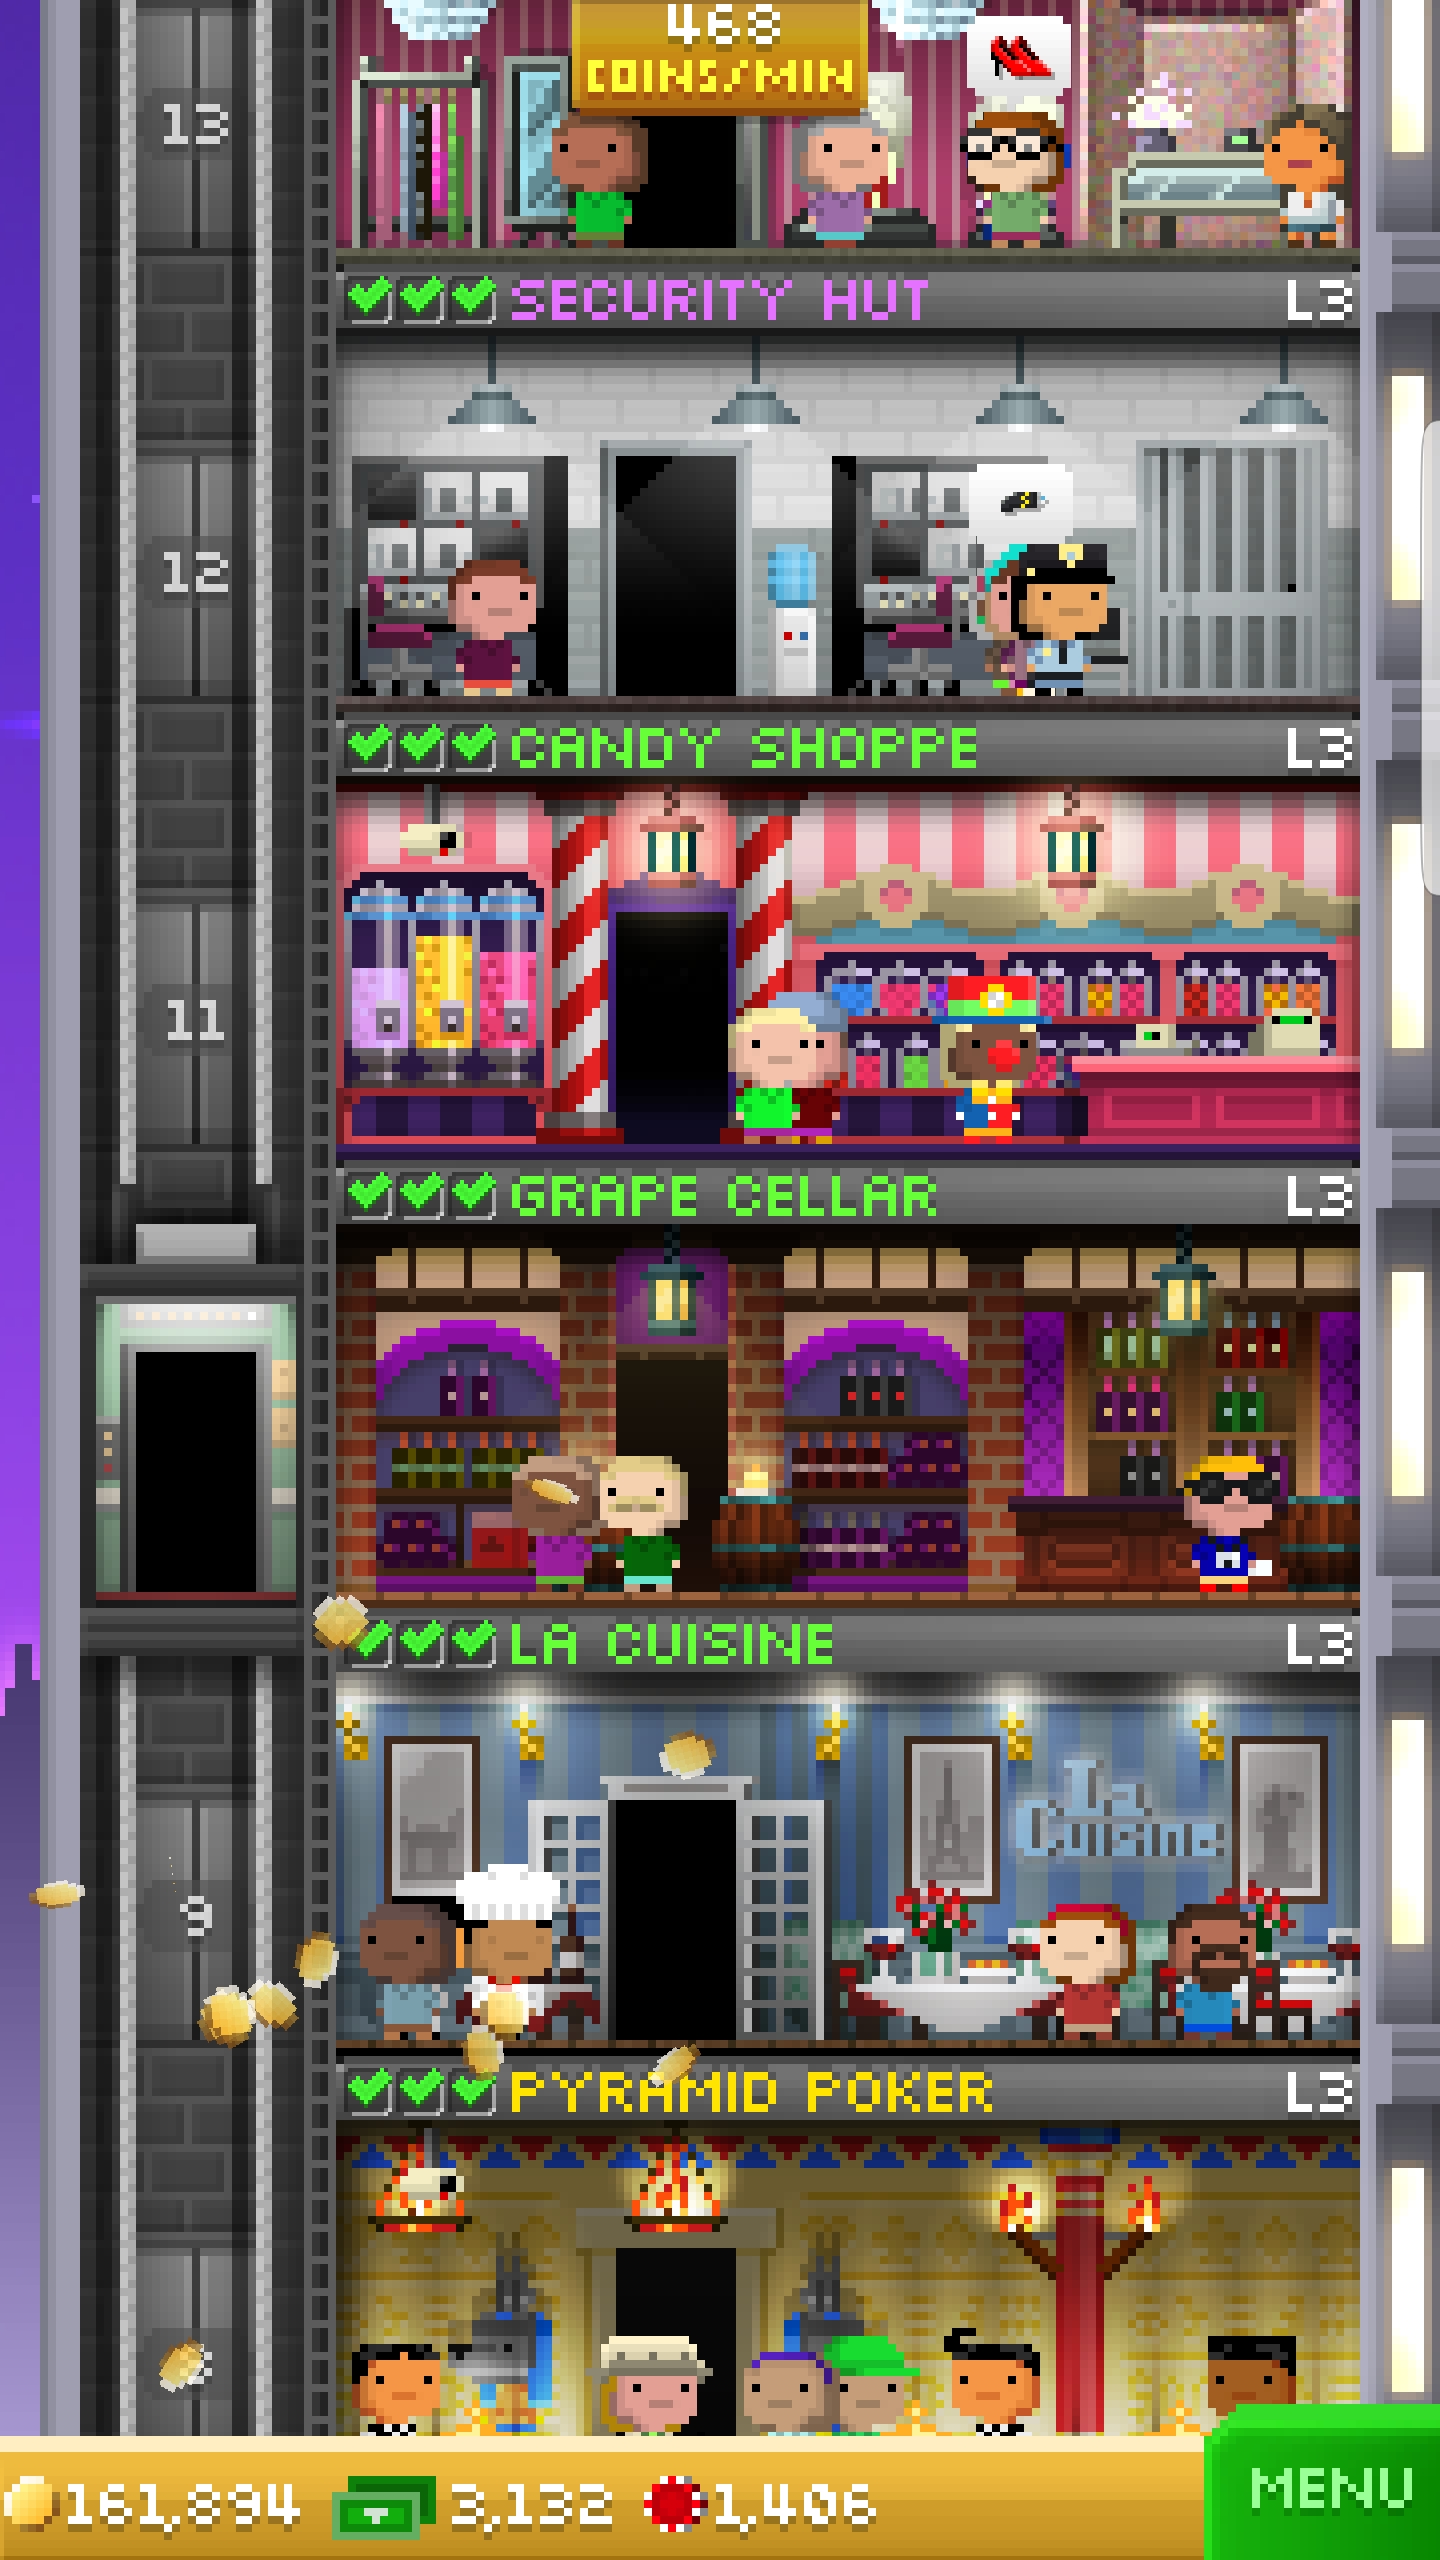 468
COINS/MIN
13
SECURITY HUT L3
12
CANDY SHOPPE L3
11
GRAPE CELLAR L3
LA CUISINE L3
La
Cuisine
9
PYRAMID POKER L3
161,894 3,132 1,406 MENU